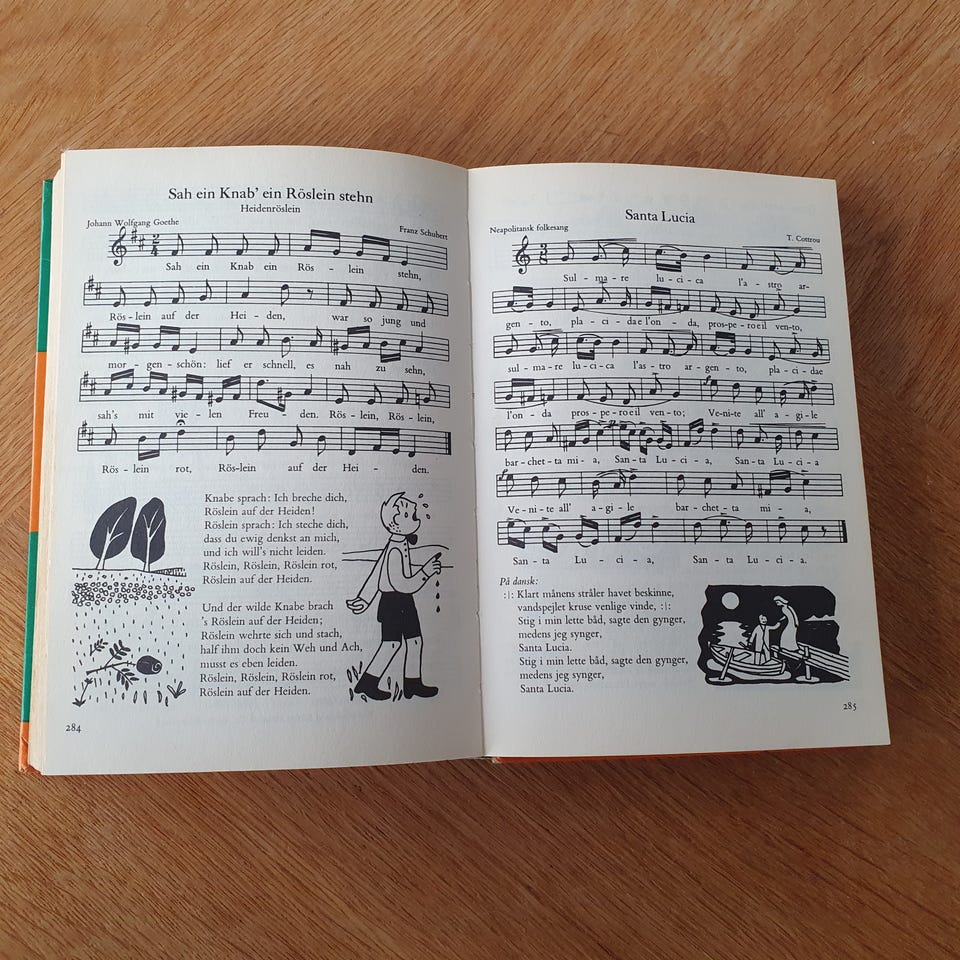 Sah ein Knab' ein Röslein stehn
Heidenröslein
Johann Wolfgang Goethe
Franz Schubert
2
4
Sah ein Knab ein Rös - lein stehn,
Rös - lein auf der Hei - den, war so jung und
mor - gen - schön: lief er schnell, es nah zu sehn,
sah's mit vie - len Freu - den. Rös - lein, Rös - lein,
Rös - lein rot, Rös-lein auf der Hei - den.
Knabe sprach: Ich breche dich,
Röslein auf der Heiden!
Röslein sprach: Ich steche dich,
dass du ewig denkst an mich,
und ich will's nicht leiden.
Röslein, Röslein, Röslein rot,
Röslein auf der Heiden.
Und der wilde Knabe brach
's Röslein auf der Heiden;
Röslein wehrte sich und stach,
half ihm doch kein Weh und Ach,
musst es eben leiden.
Röslein, Röslein, Röslein rot,
Röslein auf der Heiden.
284
Santa Lucia
Neapolitansk folkesang
T. Cottrou
3
8
Sul - ma - re lu - ci - ca l'a - stro ar-
gen - to, pla - ci - dae l'on - da, pros-pe - roeil ven-to,
sul - ma - re lu - ci - ca l'as - tro ar - gen - to, pla - ci - dae
l'on - da pros - pe - roeil ven - to; Ve-ni-te all' a - gi-le
bar-chet-ta mi - a, San-ta Lu - ci - a, San-ta Lu-ci-a
Ve-ni-te all' a - gi - le bar - chet - ta mi - a,
San - ta Lu - ci - a, San - ta Lu - ci - a.
På dansk:
:|: Klart månens stråler havet beskinne,
vandspejlet kruse venlige vinde, :|:
Stig i min lette båd, sagte den gynger,
medens jeg synger,
Santa Lucia.
Stig i min lette båd, sagte den gynger,
medens jeg synger,
Santa Lucia.
285